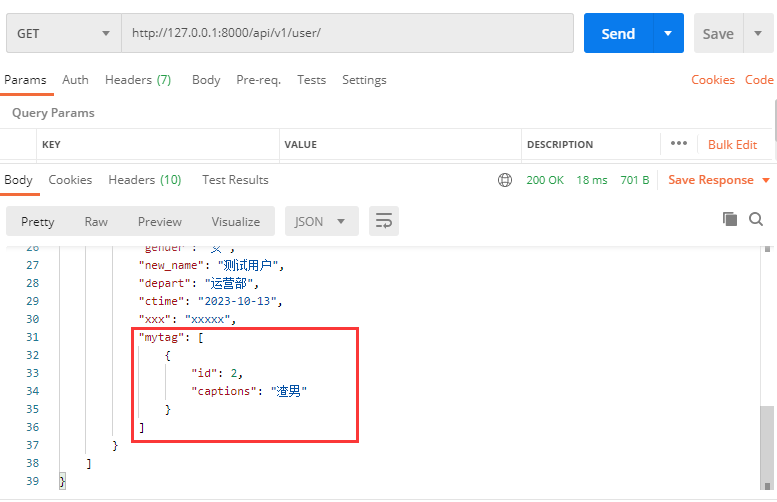 GET http://127.0.0.1:8000/api/v1/user/ Send Save
Params Auth Headers (7) Body Pre-req. Tests Settings Cookies Code
Query Params
KEY VALUE DESCRIPTION ••• Bulk Edit
Body Cookies Headers (10) Test Results 200 OK 18 ms 701 B Save Response
Pretty Raw Preview Visualize JSON
26 "gender": "女",
27 "new_name": "测试用户",
28 "depart": "运营部",
29 "ctime": "2023-10-13",
30 "xxx": "xxxxx",
31 "mytag": [
32 {
33 "id": 2,
34 "captions": "渣男"
35 }
36 ]
37 }
38 ]
39 }